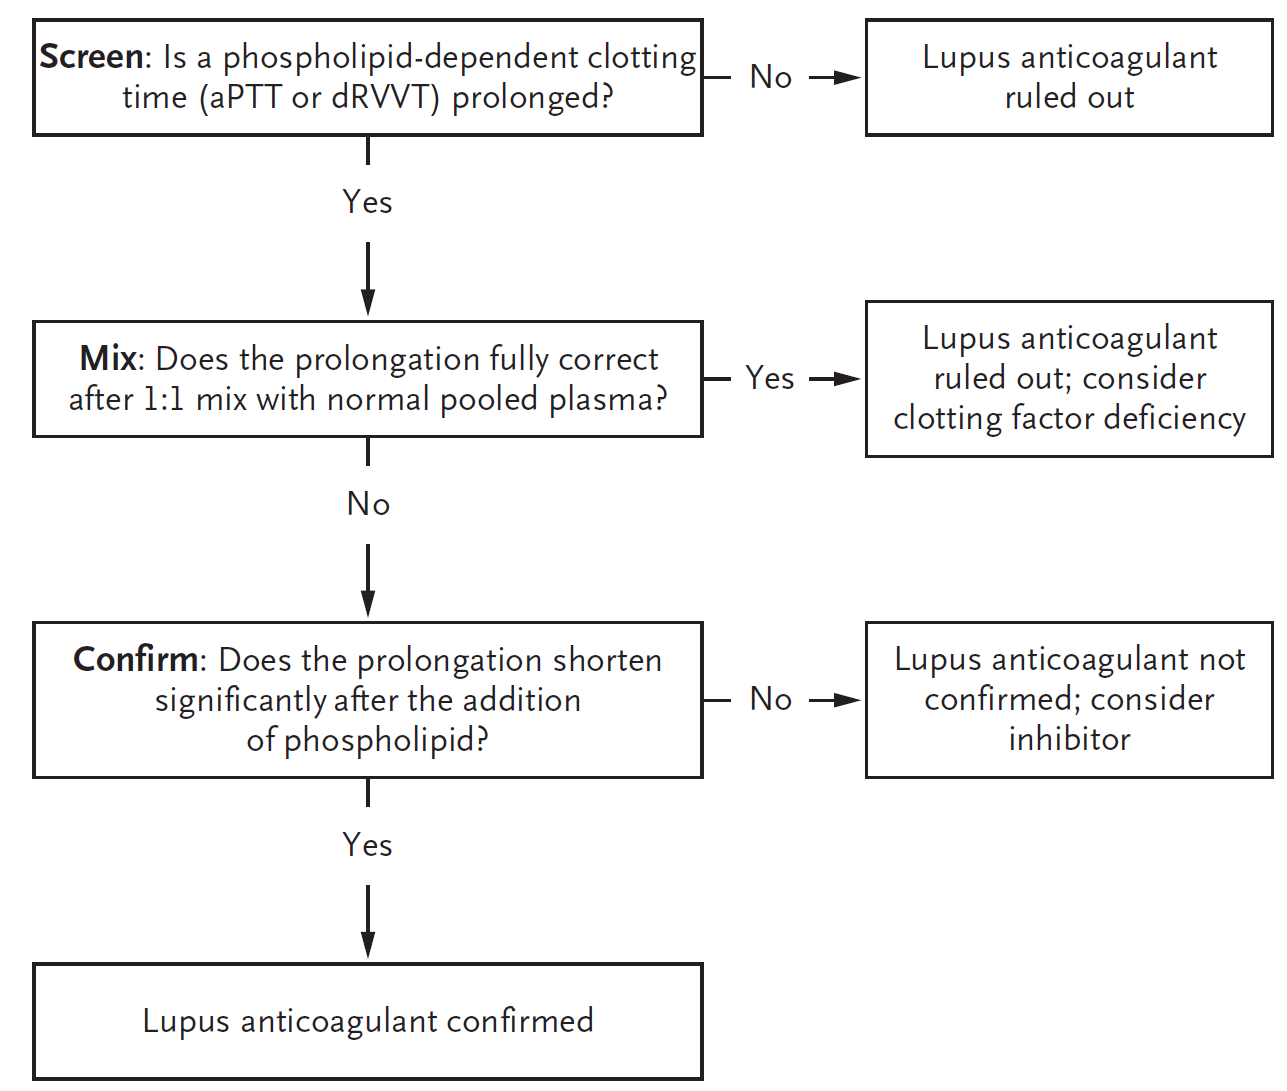 Screen: Is a phospholipid-dependent clotting
time (aPTT or dRVVT) prolonged?
No
Lupus anticoagulant
ruled out
Yes
Mix: Does the prolongation fully correct
after 1:1 mix with normal pooled plasma?
Yes
Lupus anticoagulant
ruled out; consider
clotting factor deficiency
No
Confirm: Does the prolongation shorten
significantly after the addition
of phospholipid?
No
Lupus anticoagulant not
confirmed; consider
inhibitor
Yes
Lupus anticoagulant confirmed